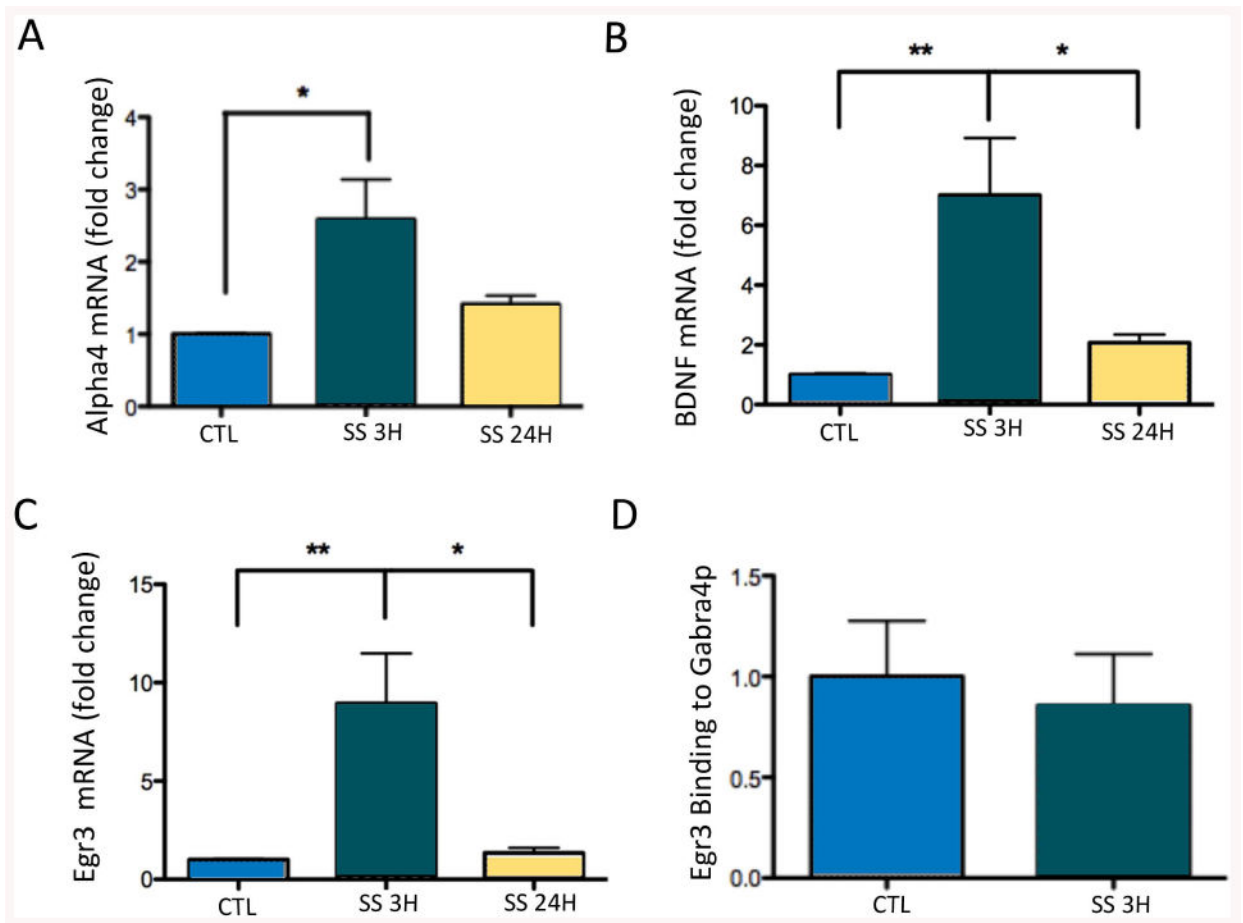 A
*
Alpha4 mRNA (fold change)
4
3
2
1
0
CTL SS 3H SS 24H
B
** *
BDNF mRNA (fold change)
10
8
6
4
2
0
CTL SS 3H SS 24H
C
** *
Egr3 mRNA (fold change)
15
10
5
0
CTL SS 3H SS 24H
D
Egr3 Binding to Gabra4p
1.5
1.0
0.5
0.0
CTL SS 3H